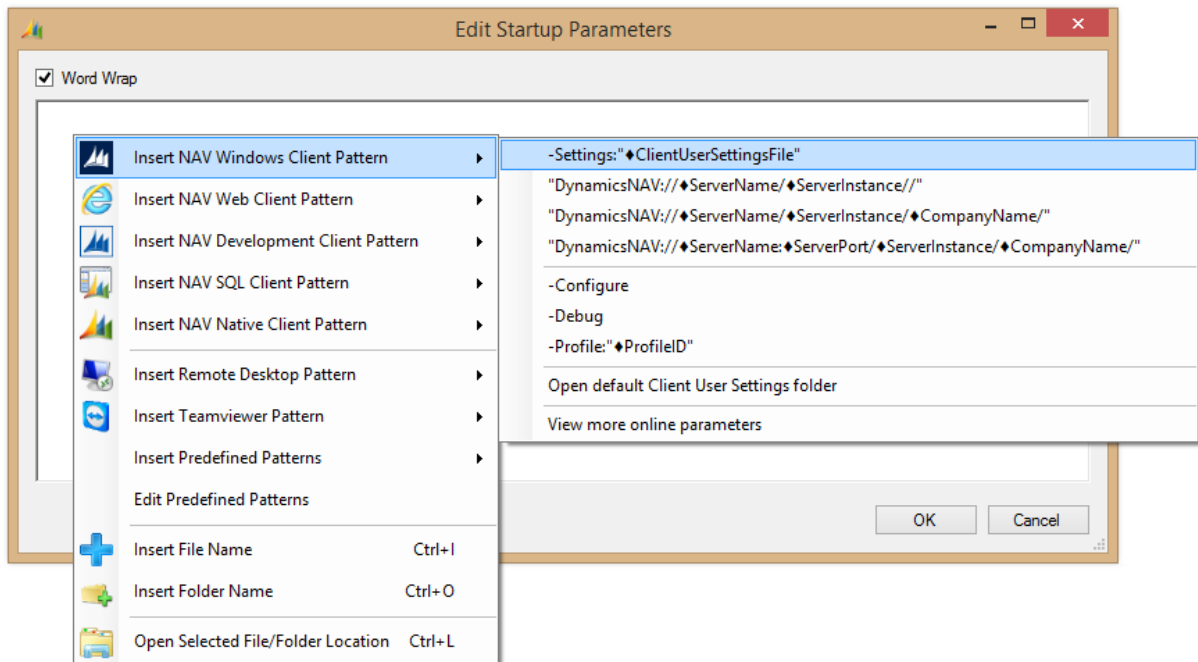 Edit Startup Parameters
Word Wrap
Insert NAV Windows Client Pattern
Insert NAV Web Client Pattern
Insert NAV Development Client Pattern
Insert NAV SQL Client Pattern
Insert NAV Native Client Pattern
Insert Remote Desktop Pattern
Insert Teamviewer Pattern
Insert Predefined Patterns
Edit Predefined Patterns
Insert File Name Ctrl+I
Insert Folder Name Ctrl+O
Open Selected File/Folder Location Ctrl+L
-Settings:"♦ClientUserSettingsFile"
"DynamicsNAV://♦ServerName/♦ServerInstance//"
"DynamicsNAV://♦ServerName/♦ServerInstance/♦CompanyName/"
"DynamicsNAV://♦ServerName:♦ServerPort/♦ServerInstance/♦CompanyName/"
-Configure
-Debug
-Profile:"♦ProfileID"
Open default Client User Settings folder
View more online parameters
OK Cancel